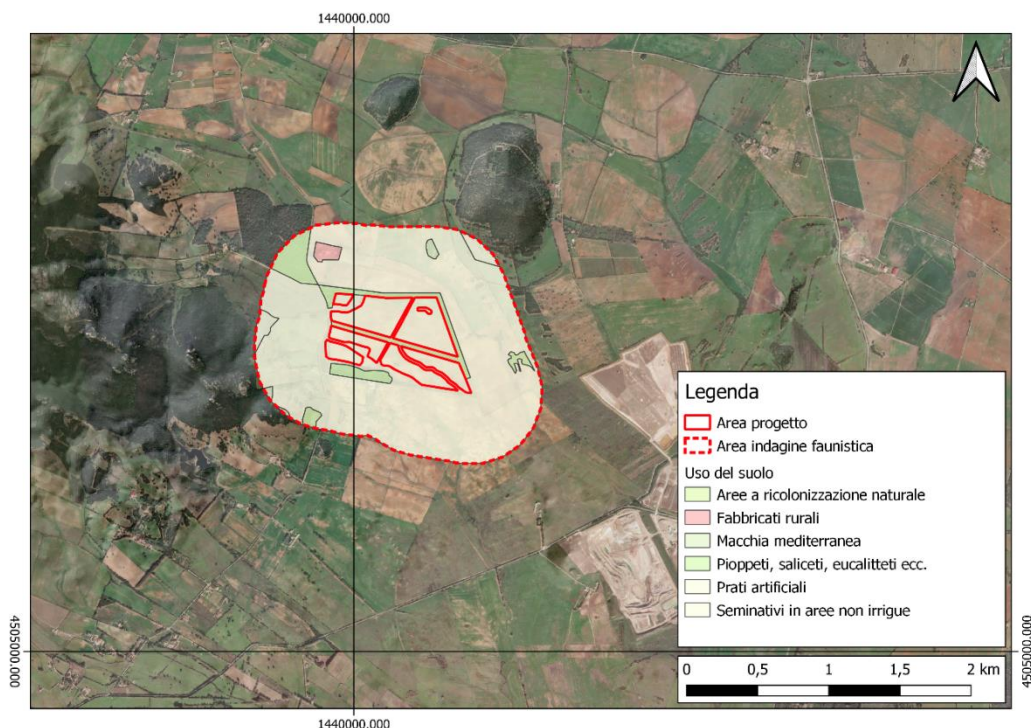 1440000.000
Legenda
Area progetto
Area indagine faunistica
Uso del suolo
Aree a ricolonizzazione naturale
Fabbricati rurali
Macchia mediterranea
Pioppeti, saliceti, eucalitteti ecc.
Prati artificiali
Seminativi in aree non irrigue
4505000.000
4505000.000
0 0,5 1 1,5 2 km
1440000.000